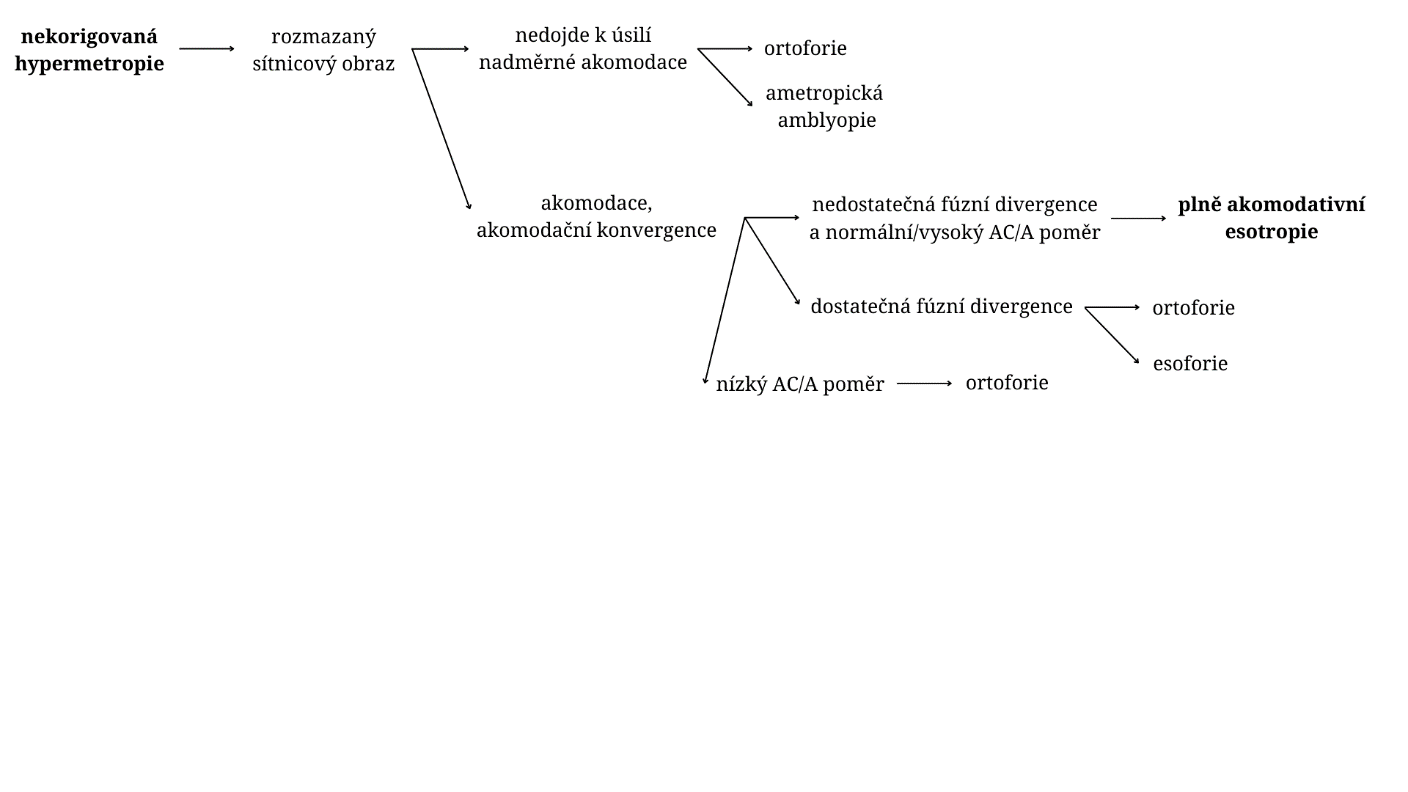 nekorigovaná
hypermetropie
rozmazaný
sítnicový obraz
nedojde k úsilí
nadměrné akomodace
ortoforie
ametropická
amblyopie
akomodace,
akomodační konvergence
nedostatečná fúzní divergence
a normální/vysoký AC/A poměr
plně akomodativní
esotropie
dostatečná fúzní divergence
ortoforie
esoforie
nízký AC/A poměr
ortoforie